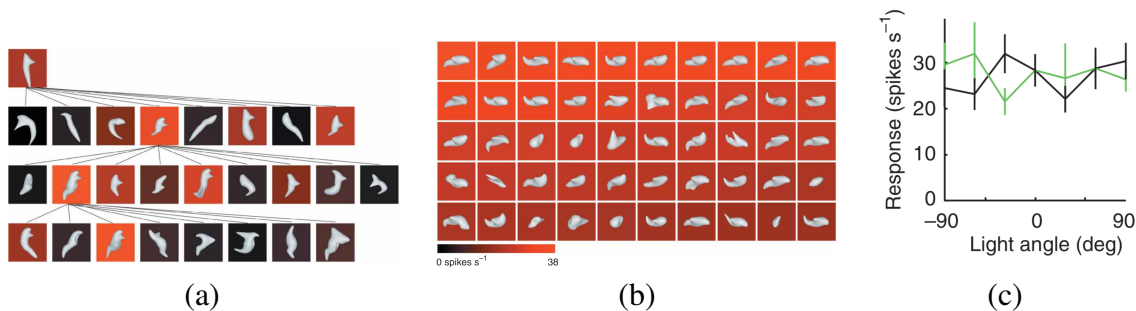 0 spikes s⁻¹ 38
Response (spikes s⁻¹)
30
20
10
0
−90 0 90
Light angle (deg)
(a) (b) (c)